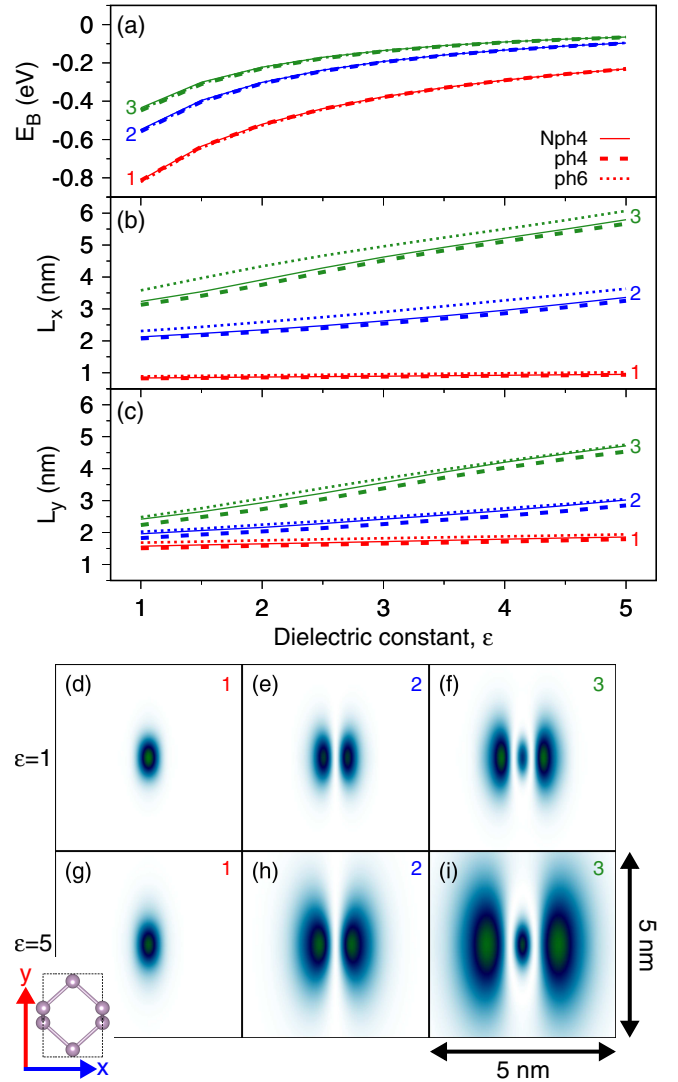 (a)
0
-0.2
-0.4
-0.6
-0.8
E_B (eV)
3
2
1
Nph4
ph4
ph6
(b)
6
5
4
3
2
1
L_x (nm)
3
2
1
(c)
6
5
4
3
2
1
L_y (nm)
3
2
1
1 2 3 4 5
Dielectric constant, ε
(d) 1
(e) 2
(f) 3
ε=1
(g) 1
(h) 2
(i) 3
ε=5
5 nm
5 nm
y
x